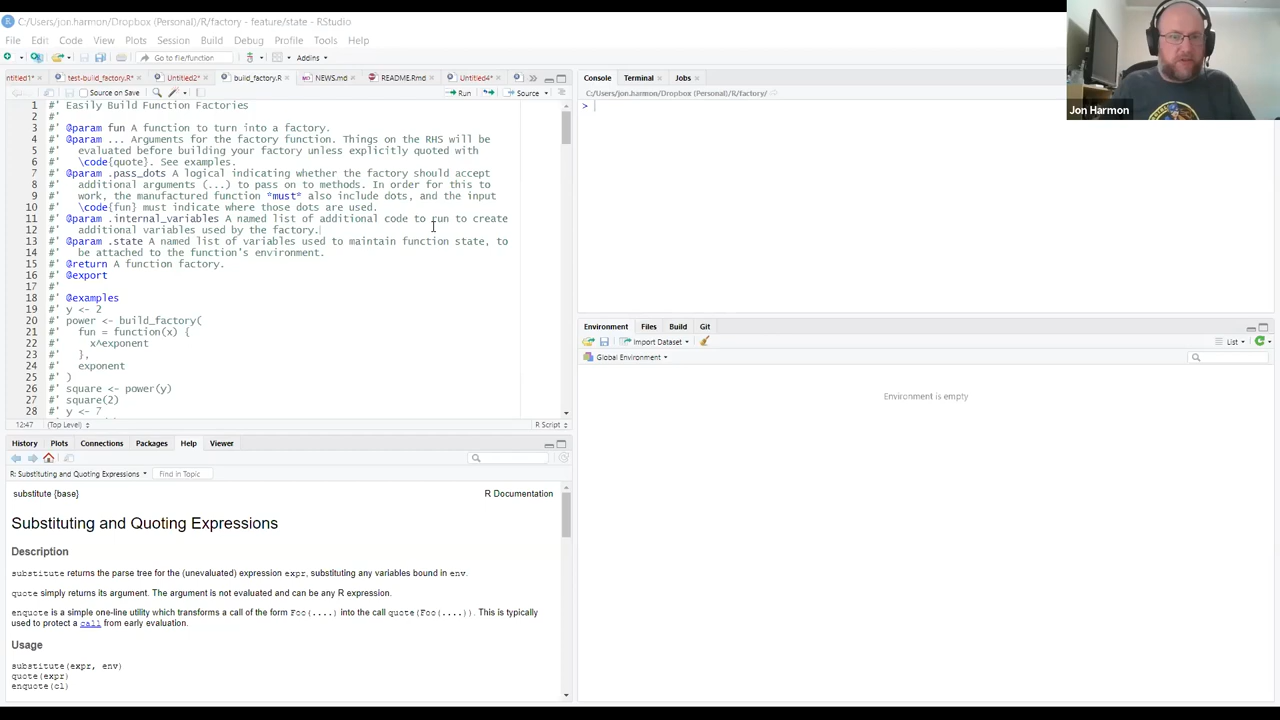 C:/Users/jon.harmon/Dropbox (Personal)/R/factory - feature/state - RStudio
File Edit Code View Plots Session Build Debug Profile Tools Help
Go to file/function Addins
ntitled1* test-build_factory.R* Untitled2* build_factory.R NEWS.md README.Rmd Untitled4*
Source on Save Run Source
1 #' Easily Build Function Factories
2 #'
3 #' @param fun A function to turn into a factory.
4 #' @param ... Arguments for the factory function. Things on the RHS will be
5 #'   evaluated before building your factory unless explicitly quoted with
6 #'   \code{quote}. See examples.
7 #' @param .pass_dots A logical indicating whether the factory should accept
8 #'   additional arguments (...) to pass on to methods. In order for this to
9 #'   work, the manufactured function *must* also include dots, and the input
10 #'   \code{fun} must indicate where those dots are used.
11 #' @param .internal_variables A named list of additional code to run to create
12 #'   additional variables used by the factory.
13 #' @param .state A named list of variables used to maintain function state, to
14 #'   be attached to the function's environment.
15 #' @return A function factory.
16 #' @export
17 #'
18 #' @examples
19 #' y <- 2
20 #' power <- build_factory(
21 #'   fun = function(x) {
22 #'     x^exponent
23 #'   },
24 #'   exponent
25 #' )
26 #' square <- power(y)
27 #' square(2)
28 #' y <- 7
12:47 (Top Level) R Script
History Plots Connections Packages Help Viewer
R: Substituting and Quoting Expressions Find in Topic
substitute {base} R Documentation
Substituting and Quoting Expressions
Description
substitute returns the parse tree for the (unevaluated) expression expr, substituting any variables bound in env.
quote simply returns its argument. The argument is not evaluated and can be any R expression.
enquote is a simple one-line utility which transforms a call of the form Foo(....) into the call quote(Foo(....)). This is typically
used to protect a call from early evaluation.
Usage
substitute(expr, env)
quote(expr)
enquote(cl)
Console Terminal Jobs
C:/Users/jon.harmon/Dropbox (Personal)/R/factory/
>
Environment Files Build Git
Import Dataset List
Global Environment
Environment is empty
Jon Harmon